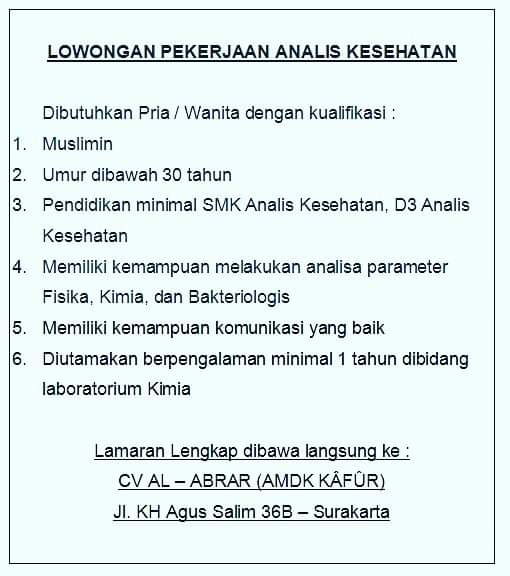 LOWONGAN PEKERJAAN ANALIS KESEHATAN
Dibutuhkan Pria / Wanita dengan kualifikasi :
1. Muslimin
2. Umur dibawah 30 tahun
3. Pendidikan minimal SMK Analis Kesehatan, D3 Analis
Kesehatan
4. Memiliki kemampuan melakukan analisa parameter
Fisika, Kimia, dan Bakteriologis
5. Memiliki kemampuan komunikasi yang baik
6. Diutamakan berpengalaman minimal 1 tahun dibidang
laboratorium Kimia
Lamaran Lengkap dibawa langsung ke :
CV AL – ABRAR (AMDK KÂFÛR)
Jl. KH Agus Salim 36B – Surakarta